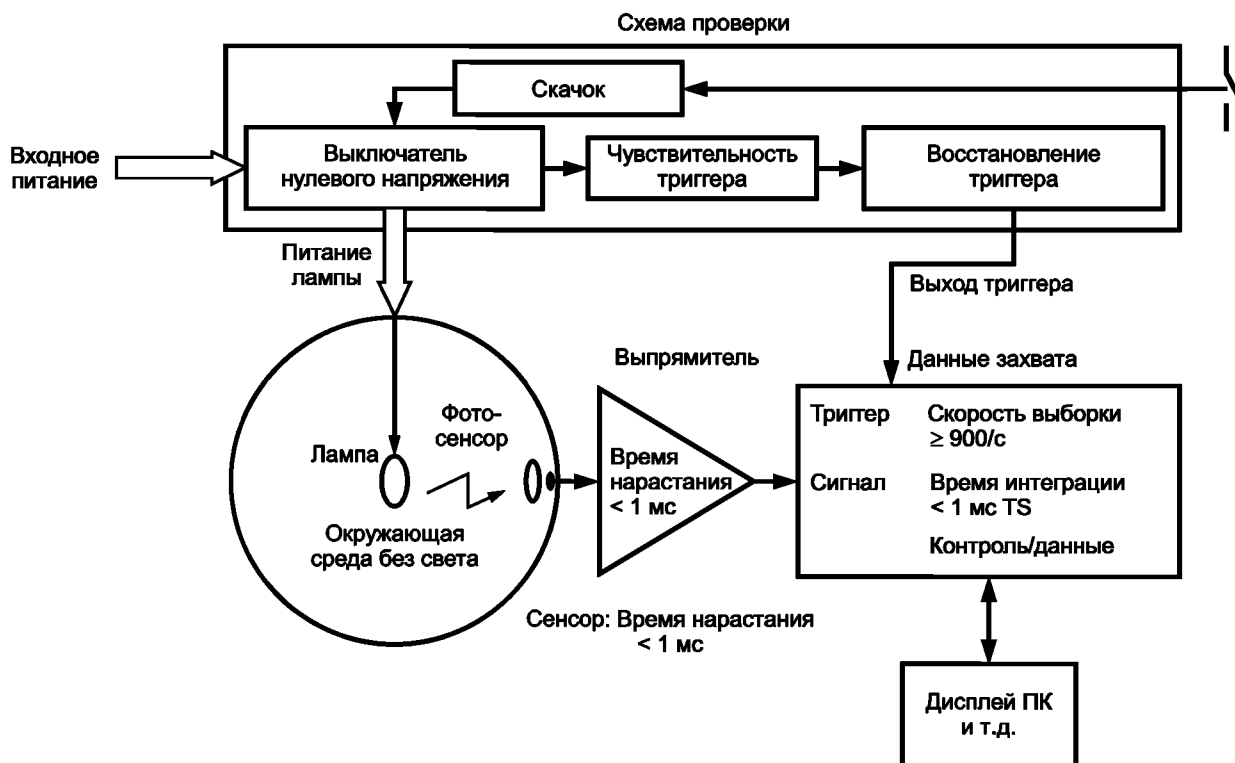 Схема проверки
Скачок
Входное
питание
Выключатель
нулевого напряжения
Чувствительность
триггера
Восстановление
триггера
Питание
лампы
Выход триггера
Выпрямитель
Данные захвата
Фото-
сенсор
Лампа
Окружающая
среда без света
Время
нарастания
< 1 мс
Триггер
Скорость выборки
≥ 900/с
Сигнал
Время интеграции
< 1 мс TS
Контроль/данные
Сенсор: Время нарастания
< 1 мс
Дисплей ПК
и т.д.